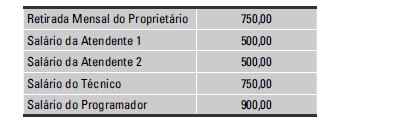 Retirada Mensal do Proprietário 750,00
Salário da Atendente 1 500,00
Salário da Atendente 2 500,00
Salário do Técnico 750,00
Salário do Programador 900,00